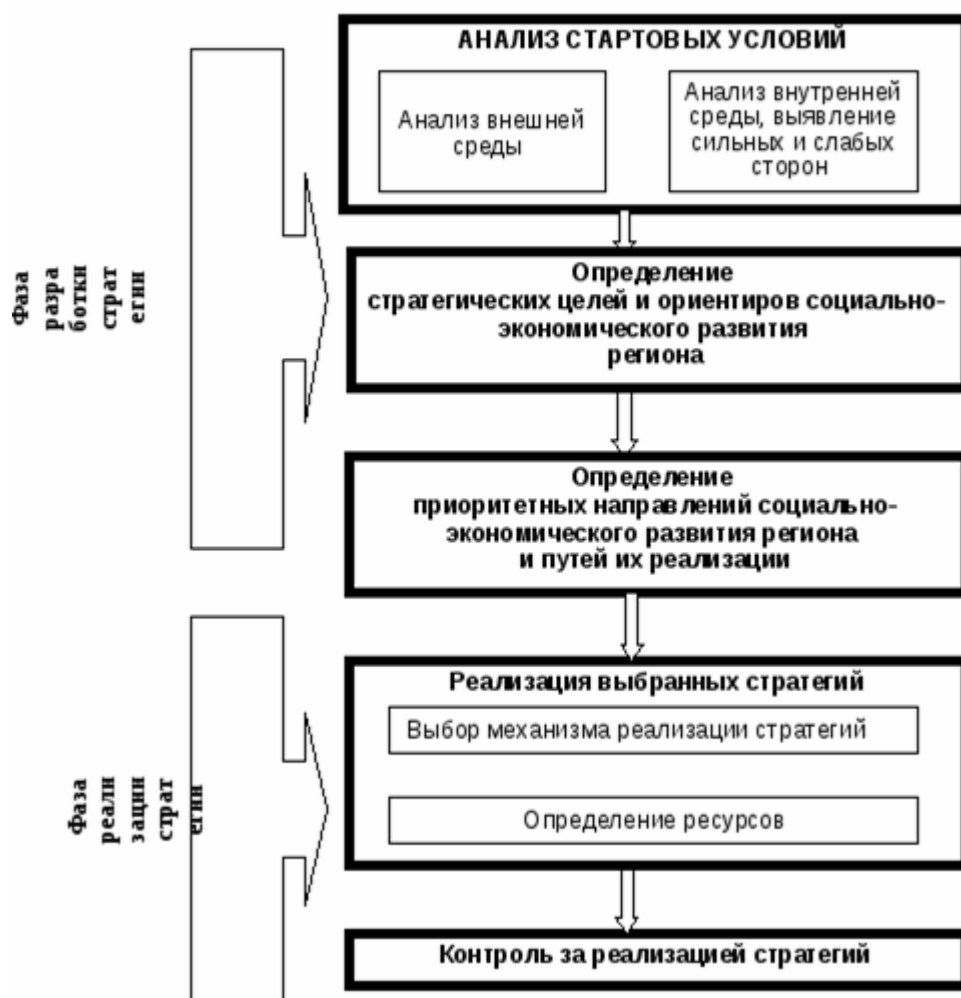 АНАЛИЗ СТАРТОВЫХ УСЛОВИЙ
Анализ внешней
среды
Анализ внутренней
среды, выявление
сильных и слабых
сторон
Фаза
разра
ботки
страт
егии
Определение
стратегических целей и ориентиров социально-
экономического развития
региона
Определение
приоритетных направлений социально-
экономического развития региона
и путей их реализации
Фаза
реали
зации
страт
егии
Реализация выбранных стратегий
Выбор механизма реализации стратегий
Определение ресурсов
Контроль за реализацией стратегий